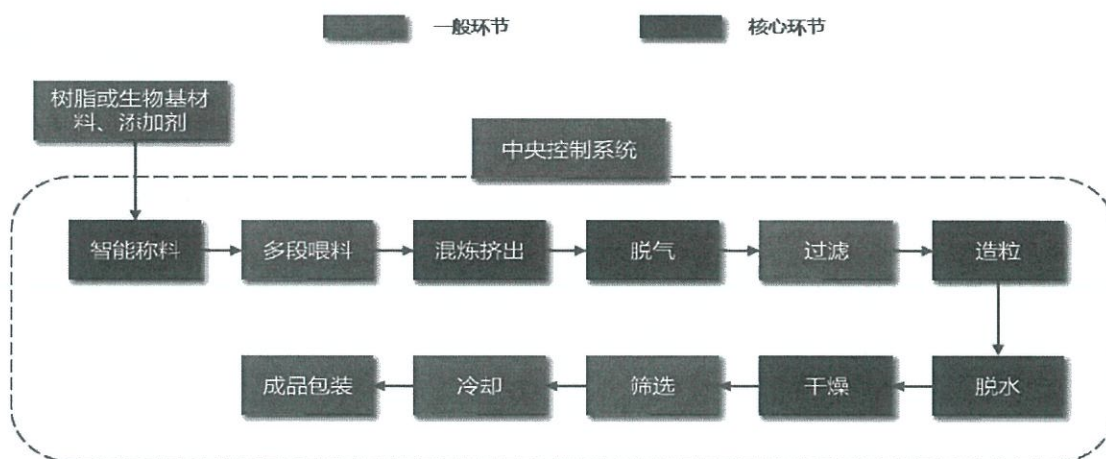 一般环节
核心环节
树脂或生物基材
料、添加剂
中央控制系统
智能称料
多段喂料
混炼挤出
脱气
过滤
造粒
成品包装
冷却
筛选
干燥
脱水